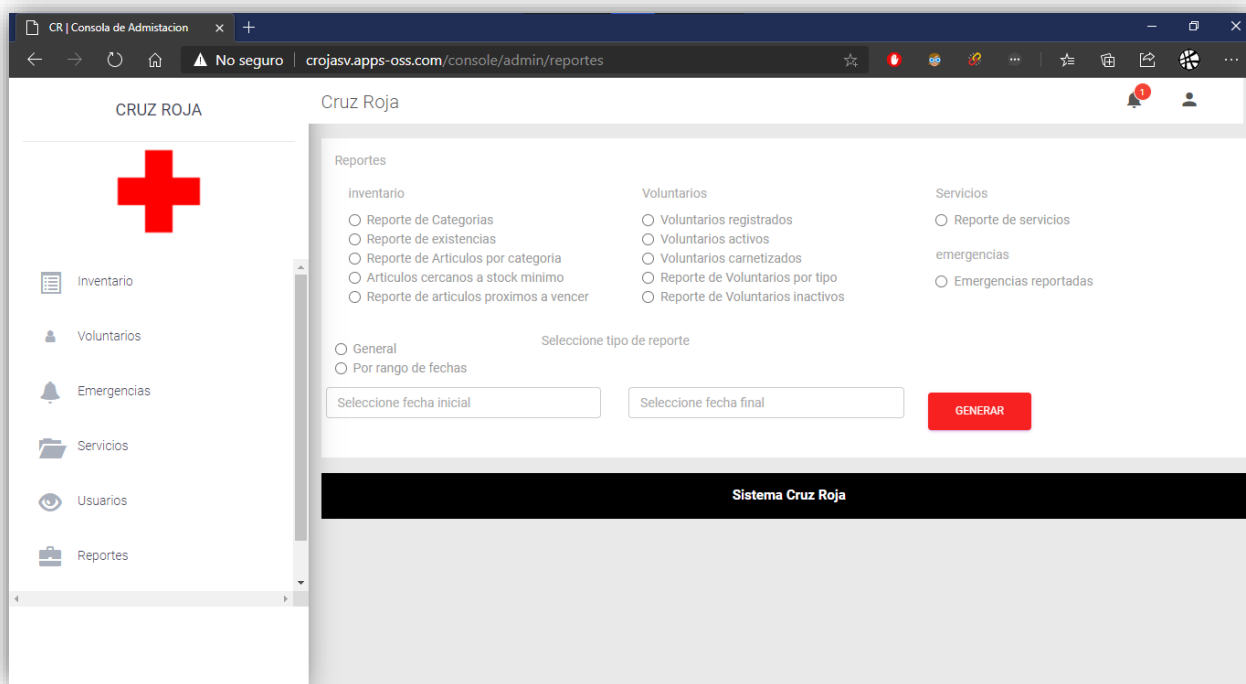 CR | Consola de Admistacion
No seguro
crojasv.apps-oss.com/console/admin/reportes
CRUZ ROJA
Cruz Roja
1
Inventario
Voluntarios
Emergencias
Servicios
Usuarios
Reportes
Reportes
inventario
Reporte de Categorias
Reporte de existencias
Reporte de Articulos por categoria
Articulos cercanos a stock minimo
Reporte de articulos proximos a vencer
Voluntarios
Voluntarios registrados
Voluntarios activos
Voluntarios carnetizados
Reporte de Voluntarios por tipo
Reporte de Voluntarios inactivos
Servicios
Reporte de servicios
emergencias
Emergencias reportadas
Seleccione tipo de reporte
General
Por rango de fechas
Seleccione fecha inicial
Seleccione fecha final
GENERAR
Sistema Cruz Roja